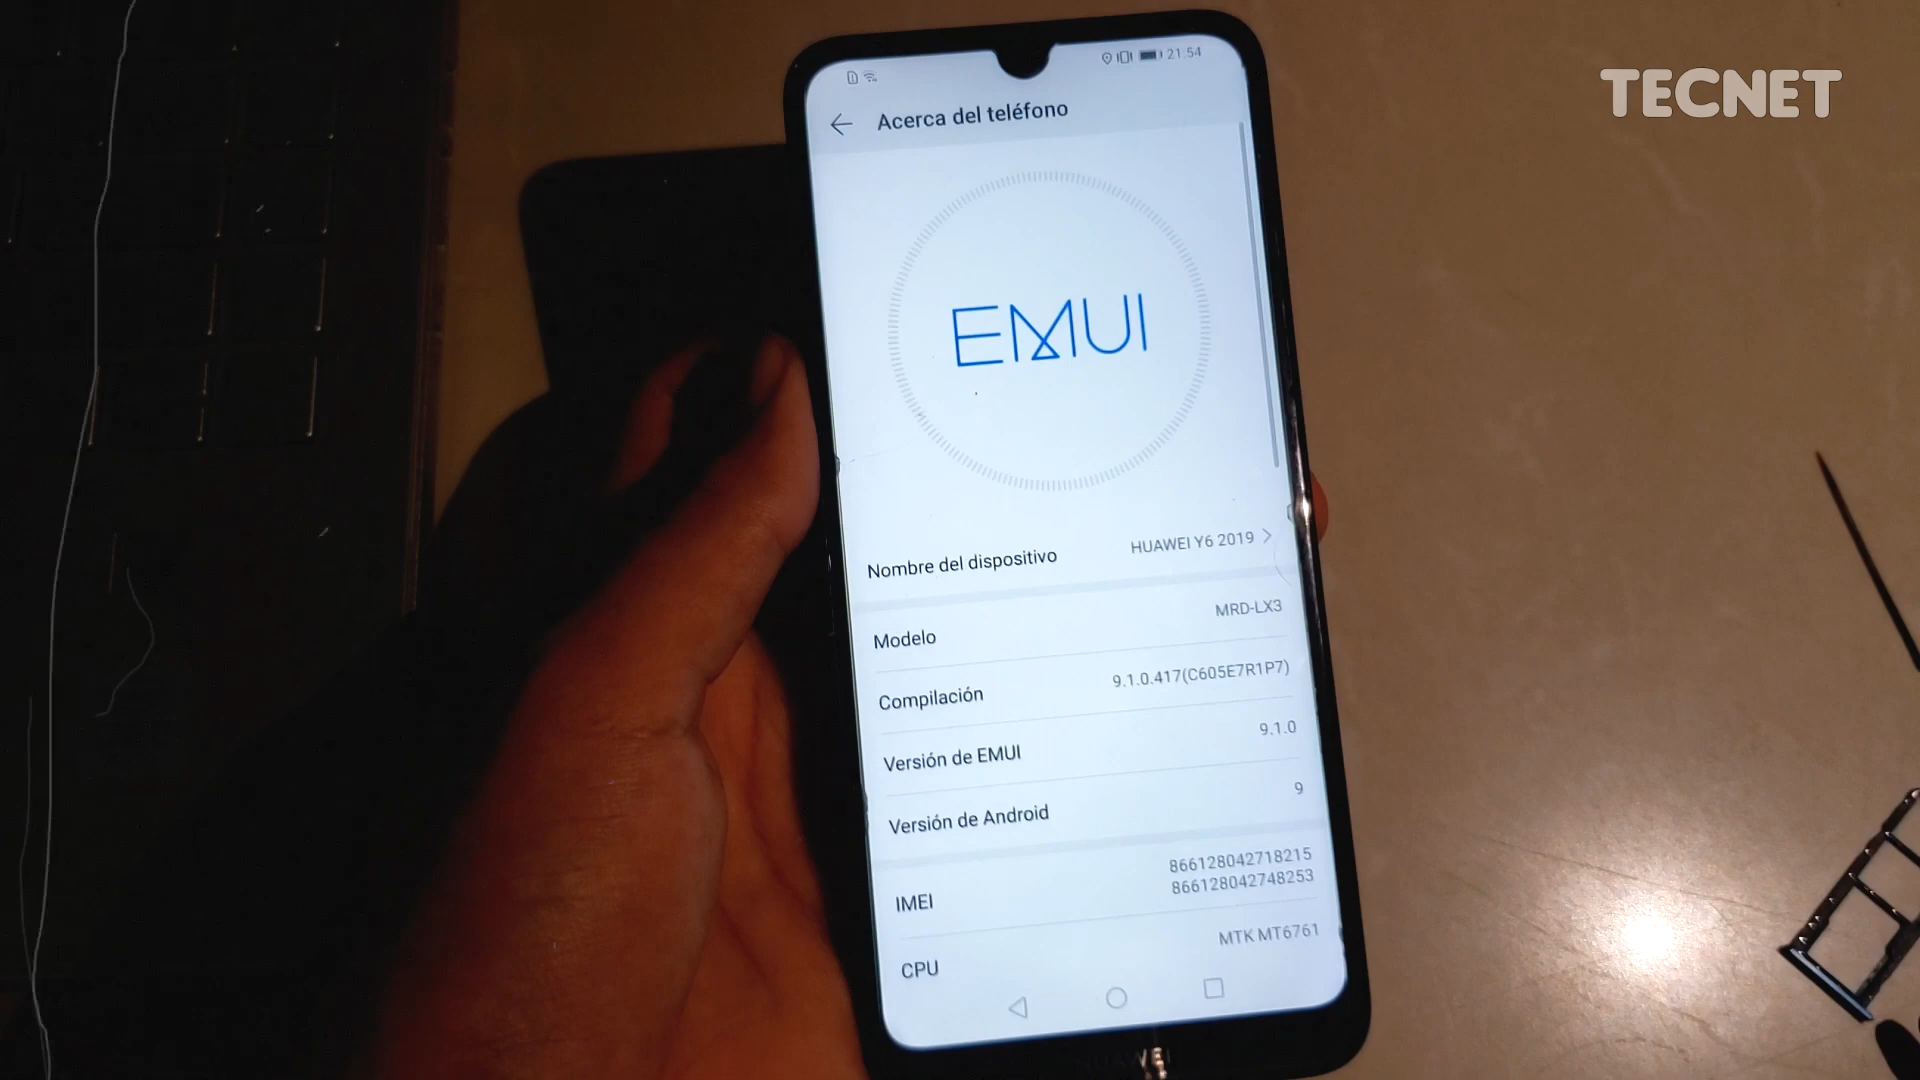 TECNET
21:54
Acerca del teléfono
EMUI
Nombre del dispositivo HUAWEI Y6 2019
Modelo MRD-LX3
Compilación 9.1.0.417(C605E7R1P7)
Versión de EMUI 9.1.0
Versión de Android 9
IMEI 866128042718215
866128042748253
CPU MTK MT6761
HUAWEI